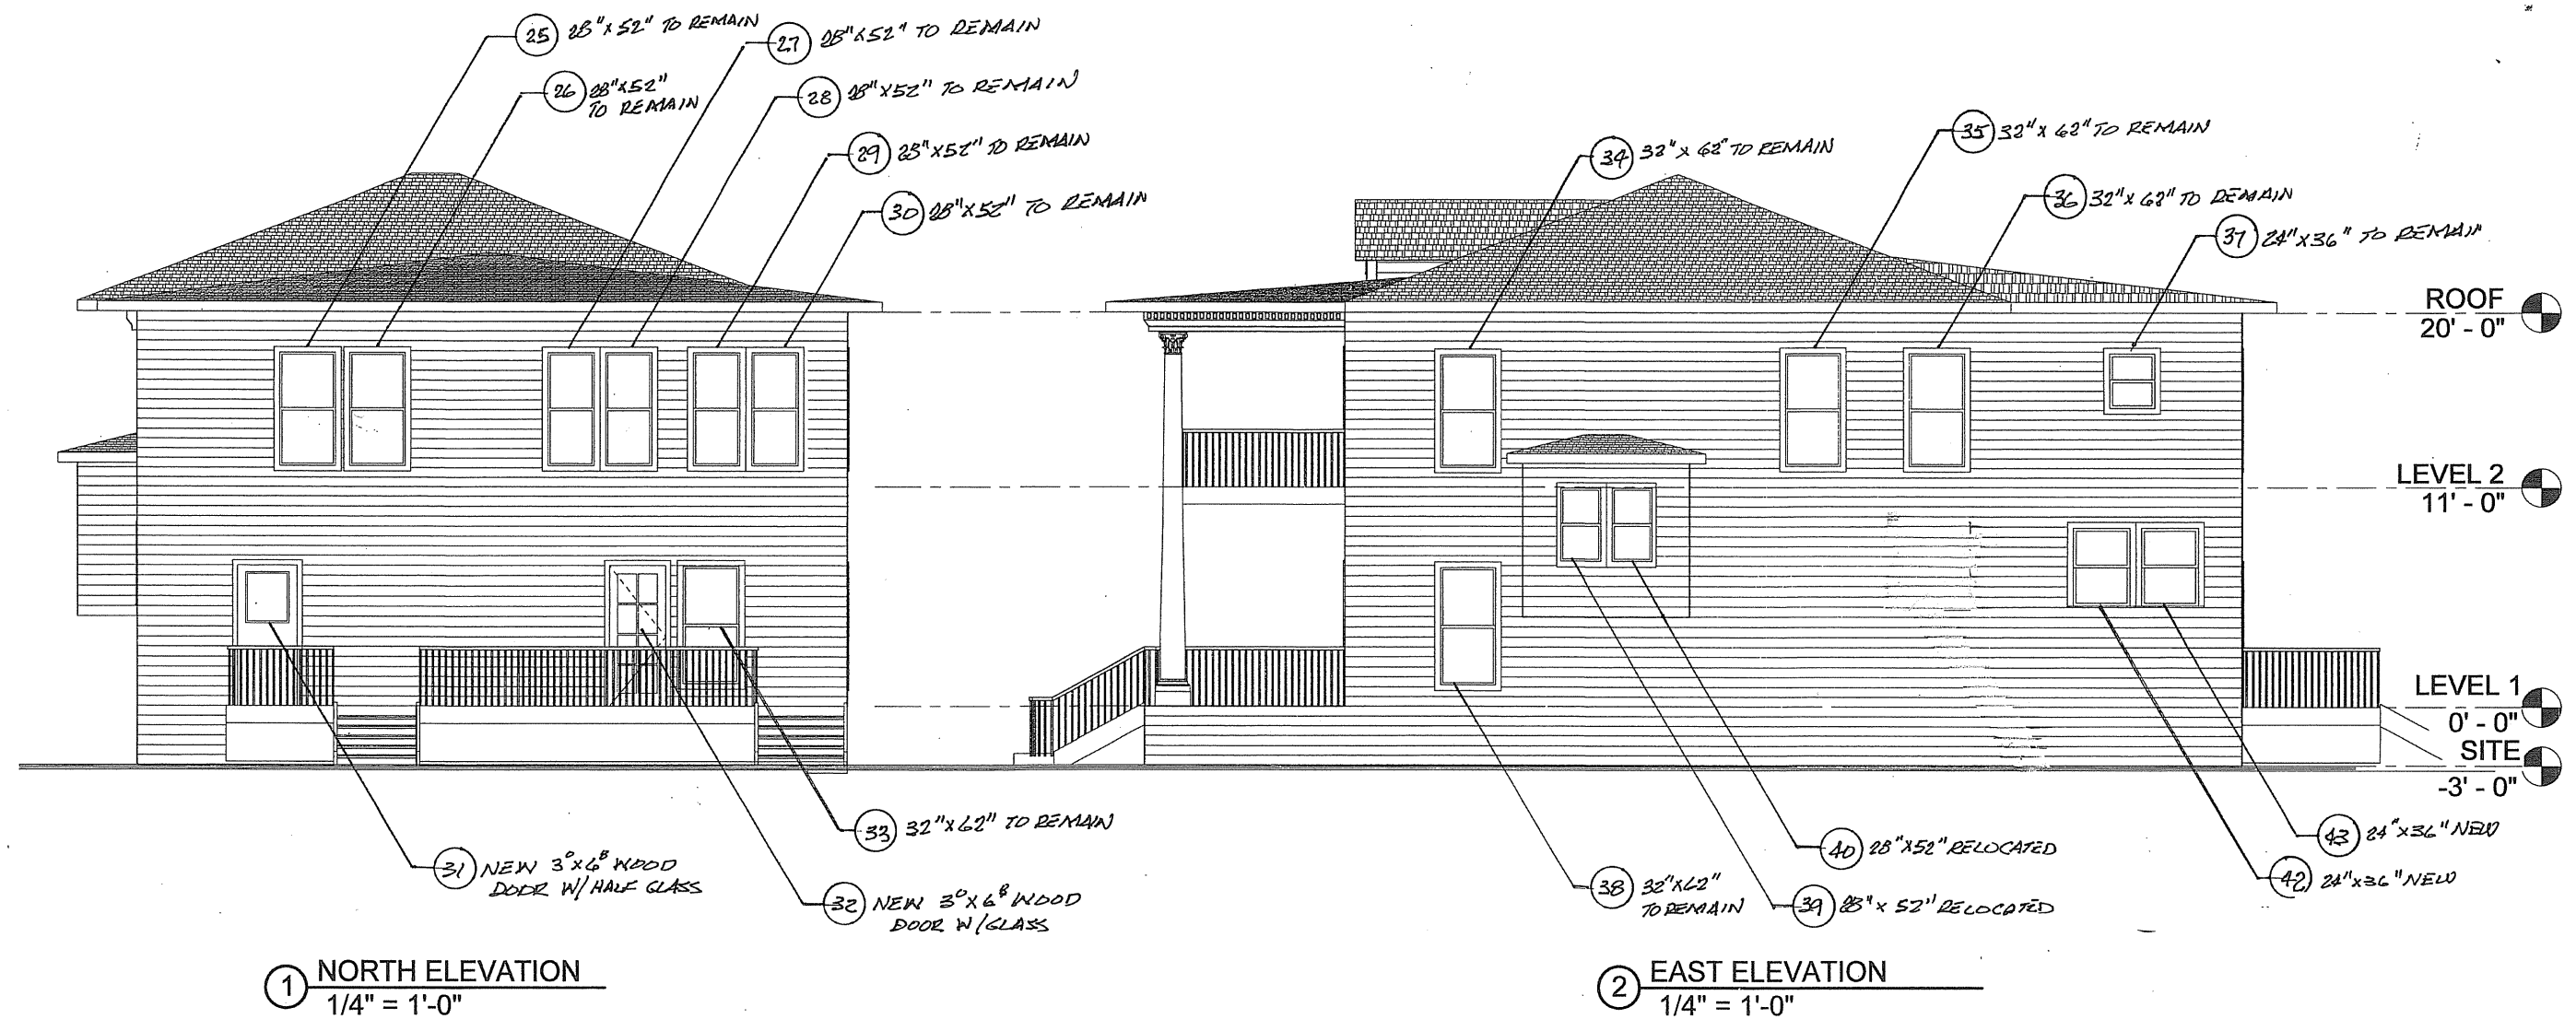 25 28"x52" TO REMAIN
26 28"x52"
TO REMAIN
27 28"x52" TO REMAIN
28 28"x52" TO REMAIN
29 28"x52" TO REMAIN
30 28"x52" TO REMAIN
31 NEW 3⁰x6⁸ WOOD
DOOR W/ HALF GLASS
32 NEW 3⁰x6⁸ WOOD
DOOR W/GLASS
33 32"x62" TO REMAIN
1 NORTH ELEVATION
1/4" = 1'-0"
34 32"x 62" TO REMAIN
35 32"x 62" TO REMAIN
36 32"x 62" TO REMAIN
37 24"x36" TO REMAIN
38 32"x62"
TO REMAIN
39 28"x 52" RELOCATED
40 28"x52" RELOCATED
43 24"x36" NEW
42 24"x36" NEW
2 EAST ELEVATION
1/4" = 1'-0"
ROOF
20' - 0"
LEVEL 2
11' - 0"
LEVEL 1
0' - 0"
SITE
-3' - 0"